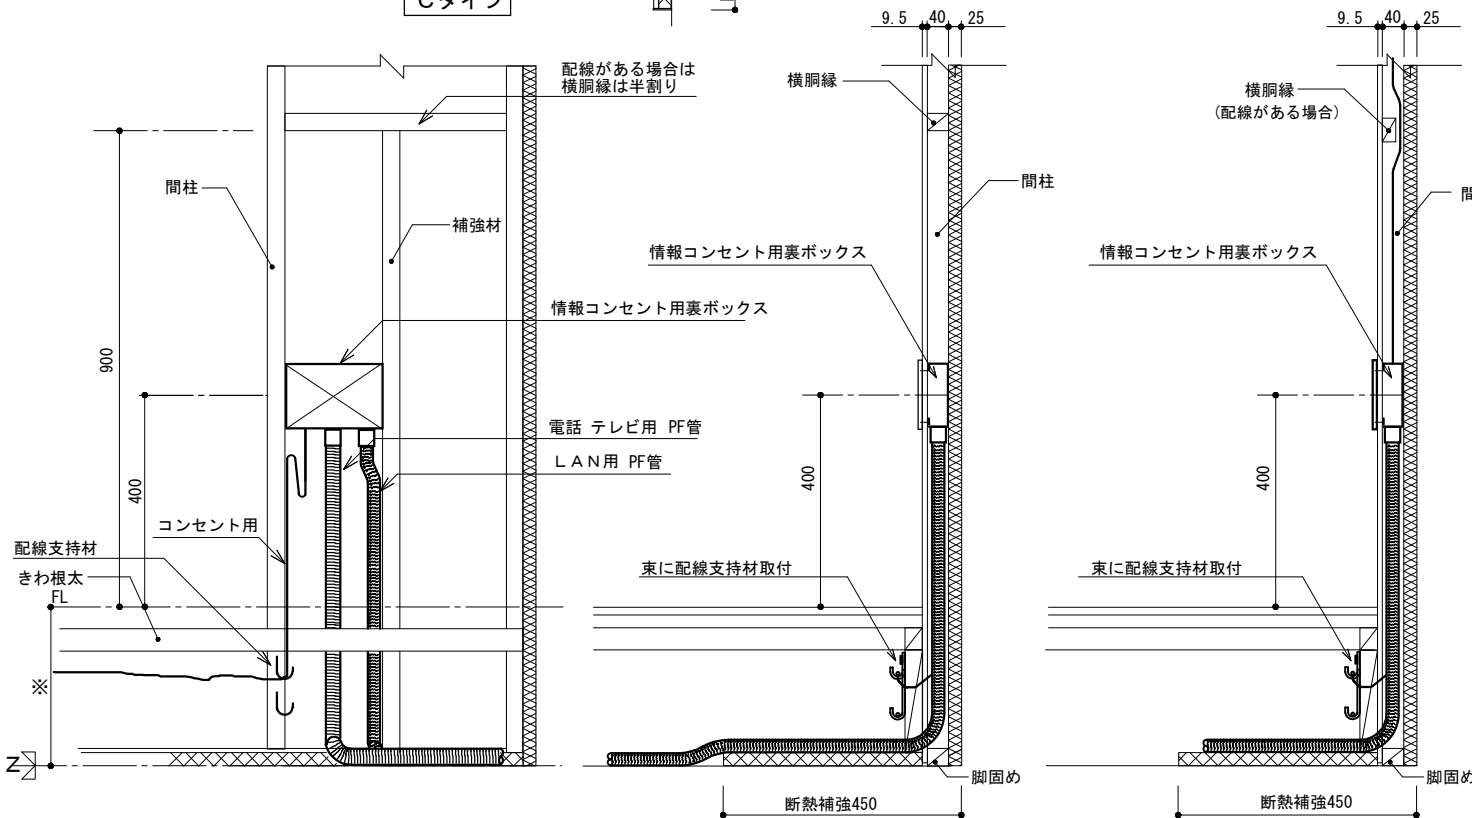 Cタイプ
9.5 40 25
9.5 40 25
配線がある場合は
横胴縁は半割り
横胴縁
横胴縁
(配線がある場合)
間柱
間柱
間
補強材
情報コンセント用裏ボックス
情報コンセント用裏ボックス
情報コンセント用裏ボックス
900
400
400
400
電話 テレビ用 PF管
LAN用 PF管
コンセント用
配線支持材
きわ根太
FL
束に配線支持材取付
束に配線支持材取付
※
N
脚固め
脚固め
断熱補強450
断熱補強450